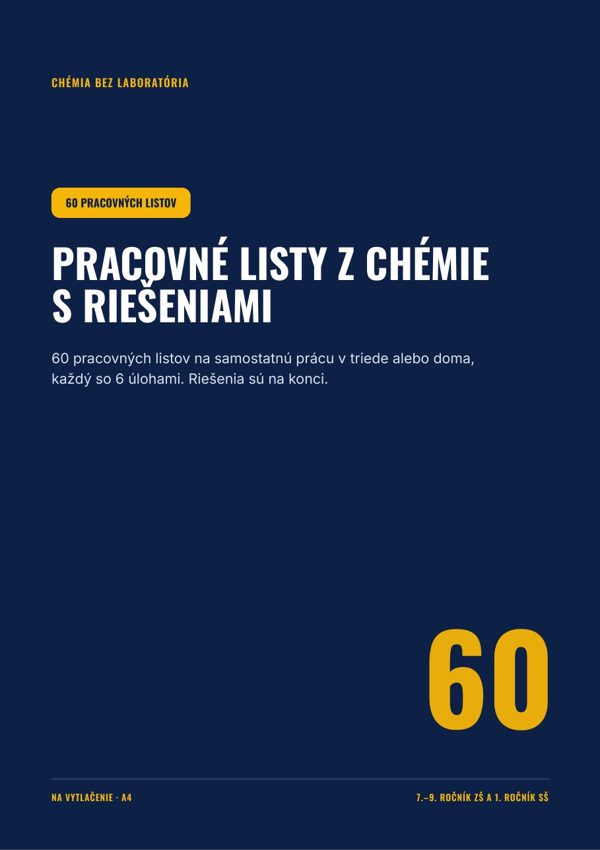 CHÉMIA BEZ LABORATÓRIA
60 PRACOVNÝCH LISTOV
PRACOVNÉ LISTY Z CHÉMIE
S RIEŠENIAMI
60 pracovných listov na samostatnú prácu v triede alebo doma,
každý so 6 úlohami. Riešenia sú na konci.
60
NA VYTLAČENIE · A4
7.–9. ROČNÍK ZŠ A 1. ROČNÍK SŠ